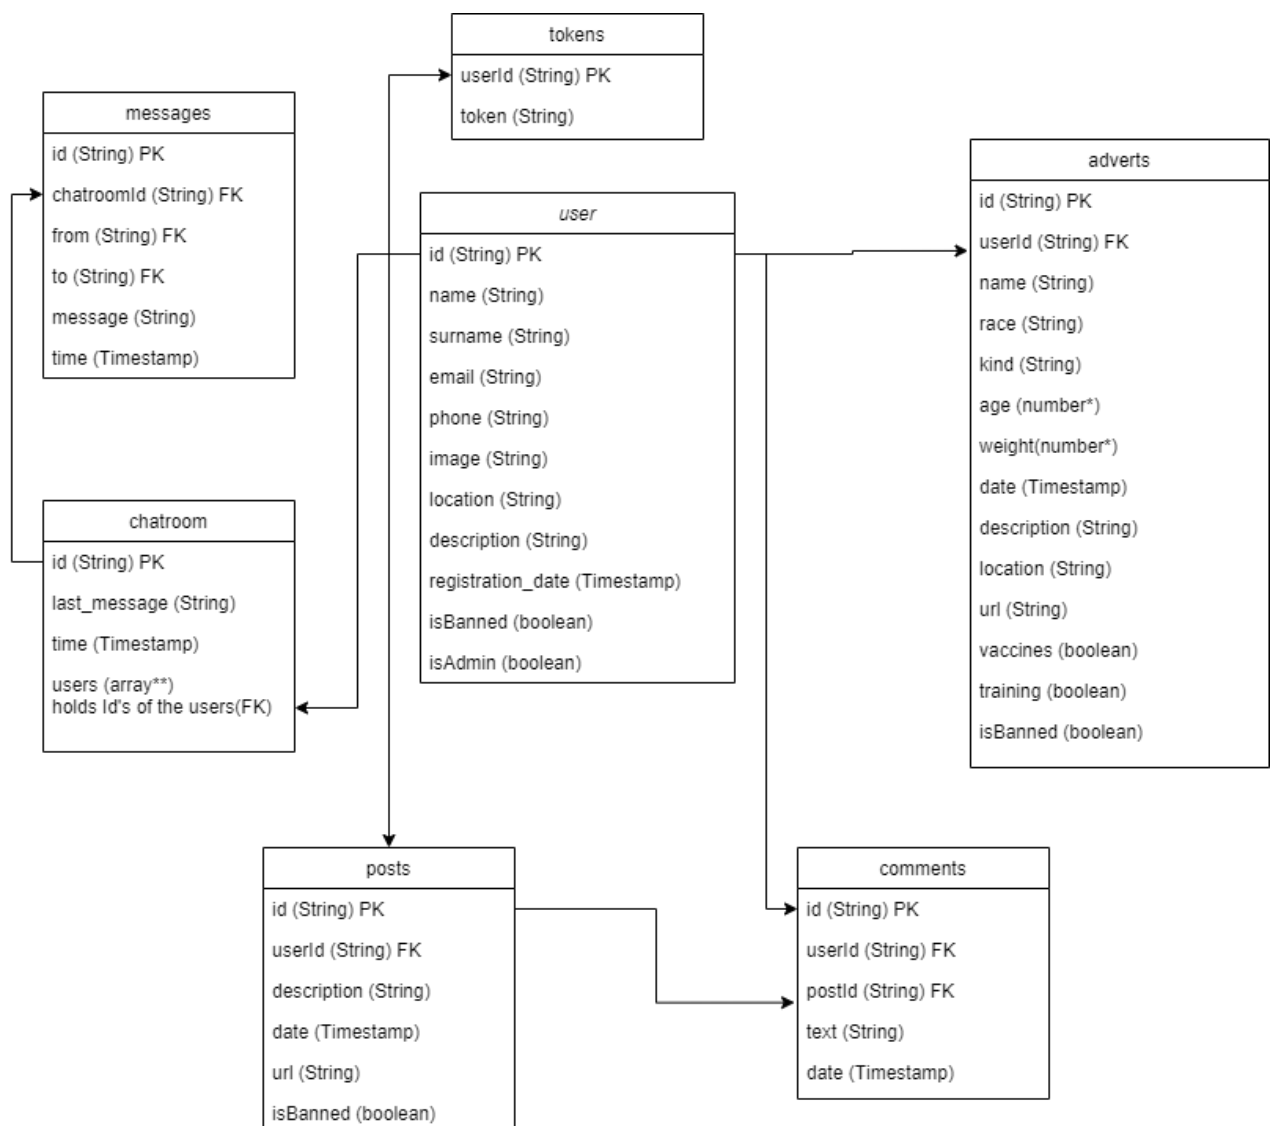 tokens
userId (String) PK
token (String)
messages
id (String) PK
chatroomId (String) FK
from (String) FK
to (String) FK
message (String)
time (Timestamp)
user
id (String) PK
name (String)
surname (String)
email (String)
phone (String)
image (String)
location (String)
description (String)
registration_date (Timestamp)
isBanned (boolean)
isAdmin (boolean)
adverts
id (String) PK
userId (String) FK
name (String)
race (String)
kind (String)
age (number*)
weight(number*)
date (Timestamp)
description (String)
location (String)
url (String)
vaccines (boolean)
training (boolean)
isBanned (boolean)
chatroom
id (String) PK
last_message (String)
time (Timestamp)
users (array**)
holds Id's of the users(FK)
posts
id (String) PK
userId (String) FK
description (String)
date (Timestamp)
url (String)
isBanned (boolean)
comments
id (String) PK
userId (String) FK
postId (String) FK
text (String)
date (Timestamp)